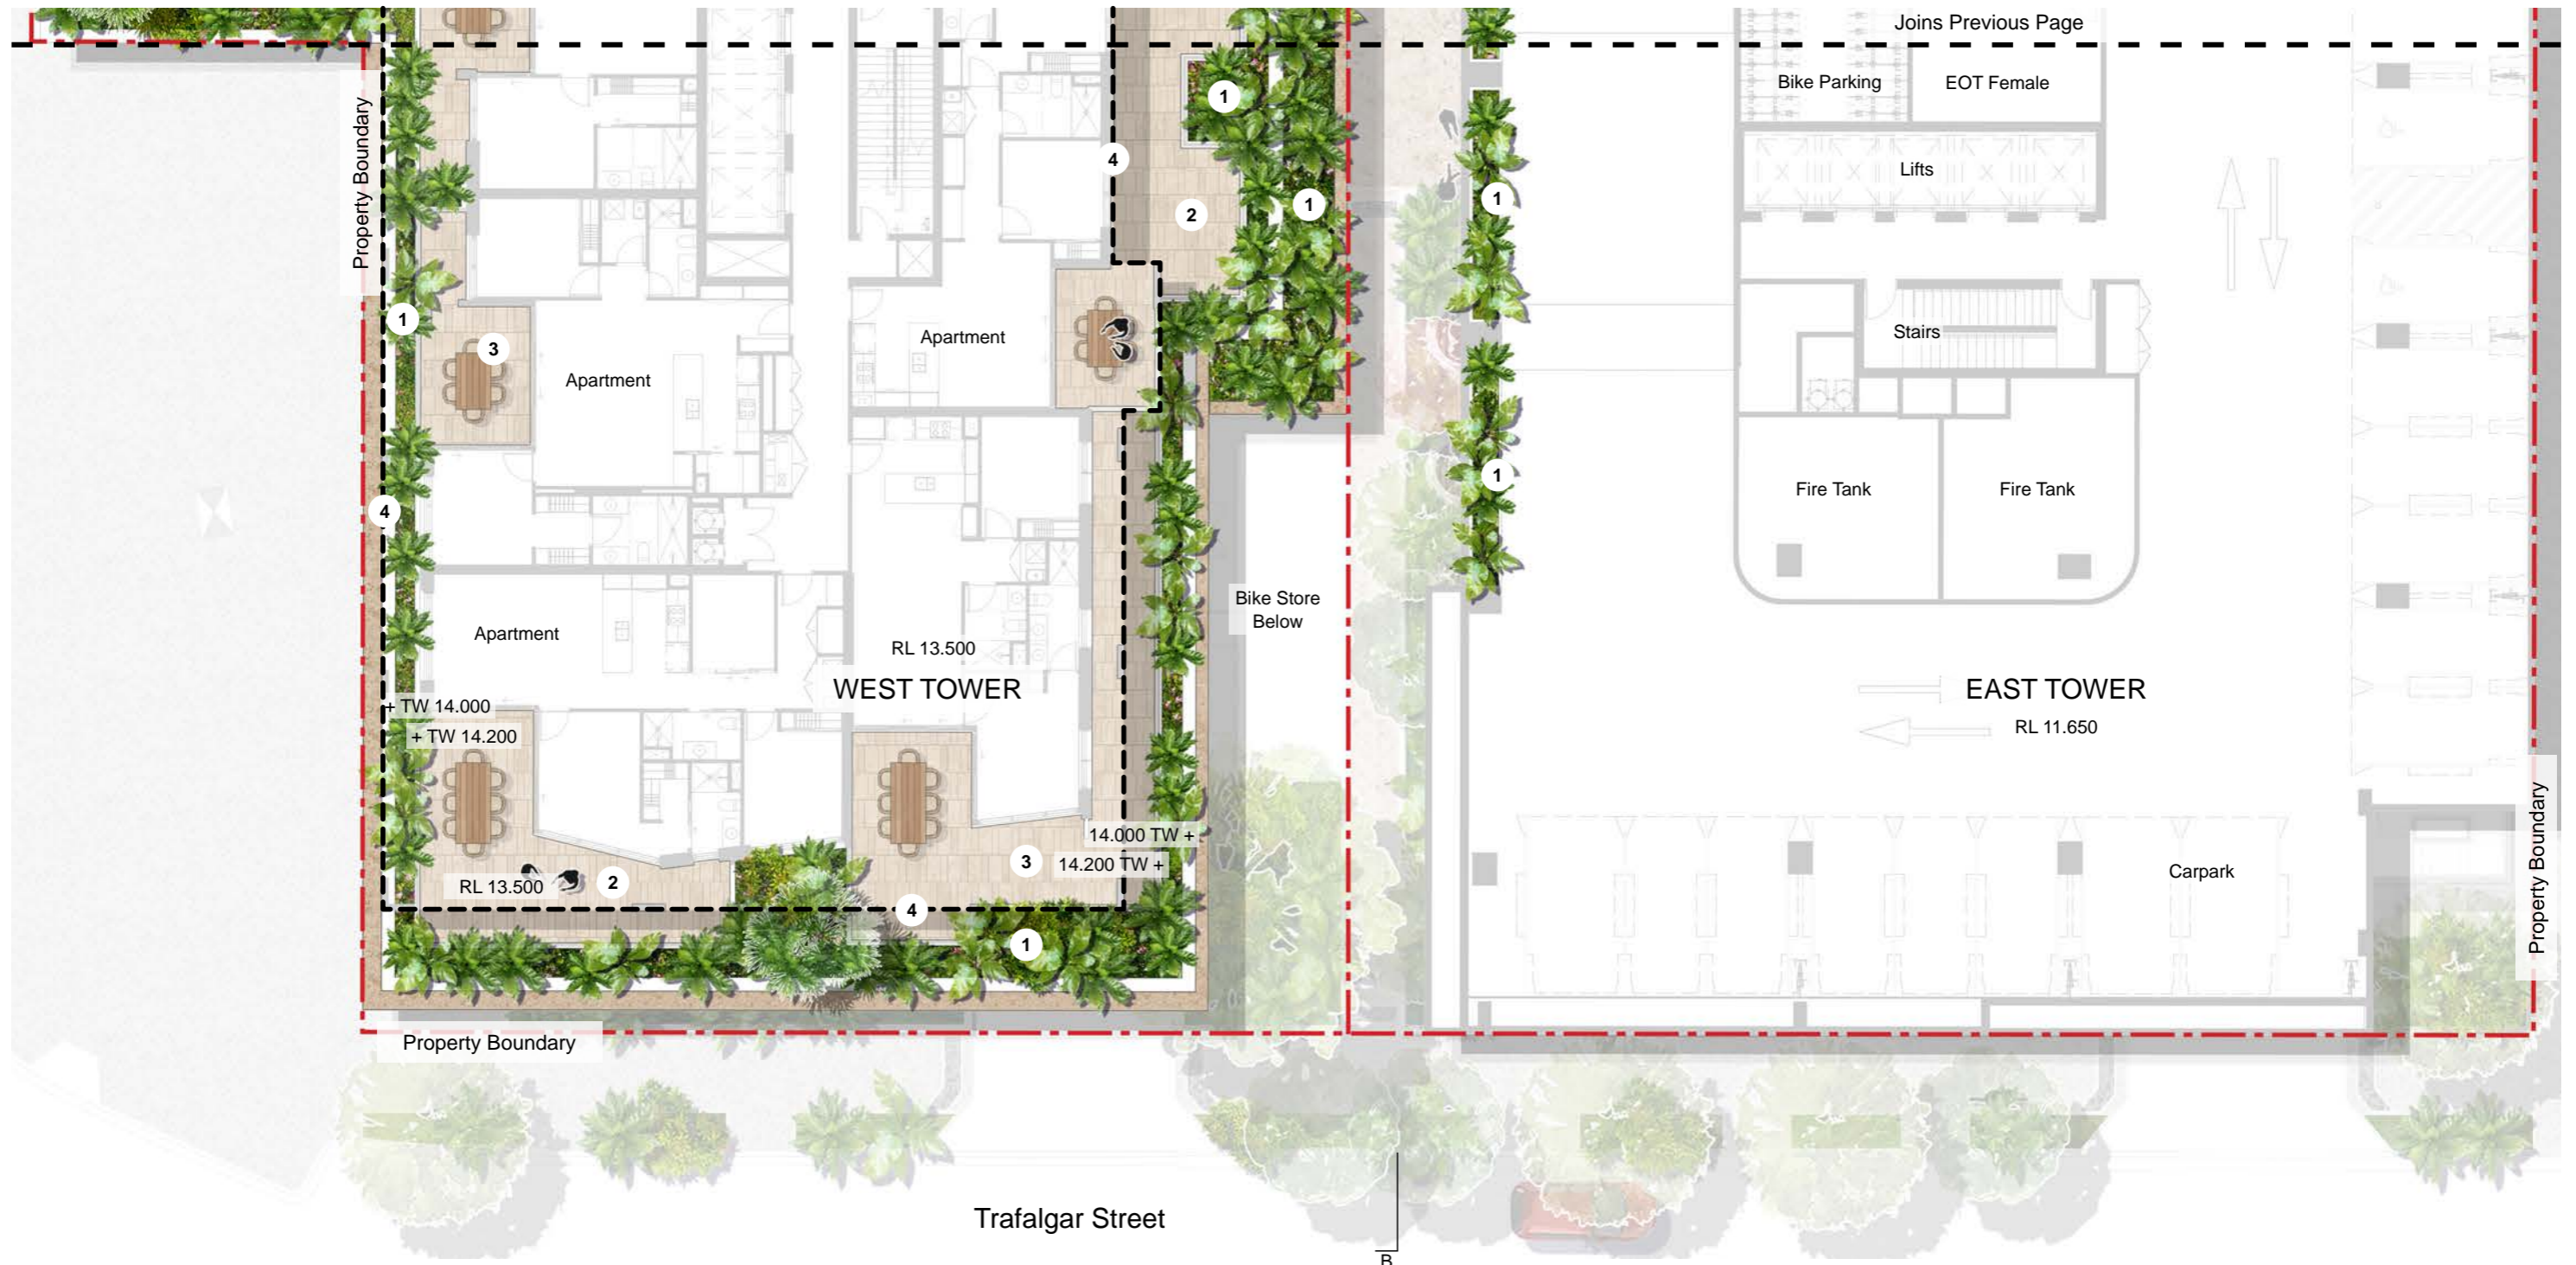 Joins Previous Page
Bike Parking
EOT Female
1
Property Boundary
4
Lifts
1
1
1
2
1
3
Apartment
Stairs
Apartment
1
4
Fire Tank
Fire Tank
Bike Store
Below
Apartment
RL 13.500
WEST TOWER
EAST TOWER
RL 11.650
+ TW 14.000
+ TW 14.200
14.000 TW +
14.200 TW +
3
RL 13.500
2
4
1
Carpark
Property Boundary
Property Boundary
Trafalgar Street
B